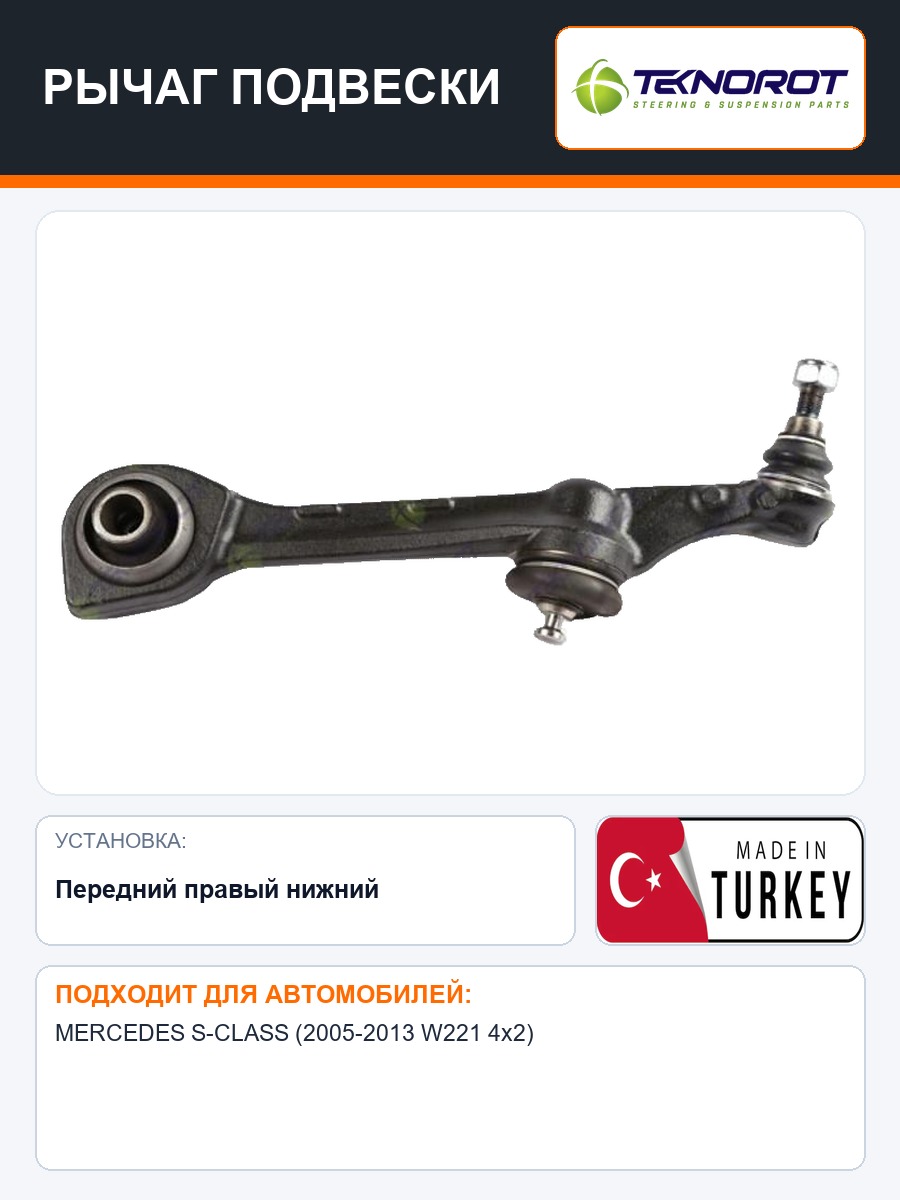 РЫЧАГ ПОДВЕСКИ
TEKNOROT
STEERING & SUSPENSION PARTS
УСТАНОВКА:
Передний правый нижний
MADE IN
TURKEY
ПОДХОДИТ ДЛЯ АВТОМОБИЛЕЙ:
MERCEDES S-CLASS (2005-2013 W221 4x2)